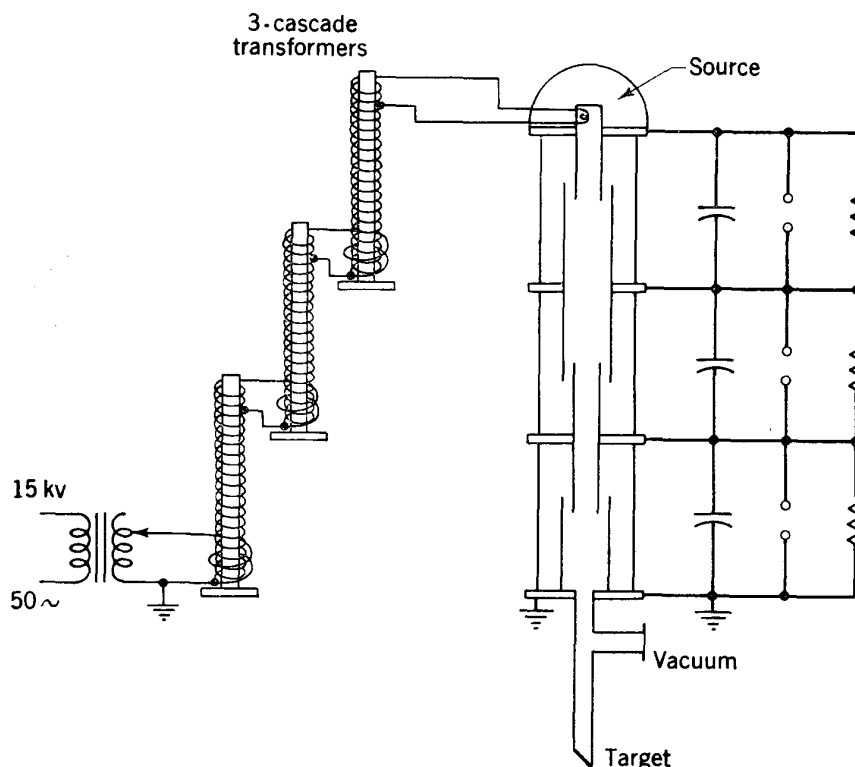 3-cascade
transformers
Source
15 kv
50 ~
Vacuum
Target